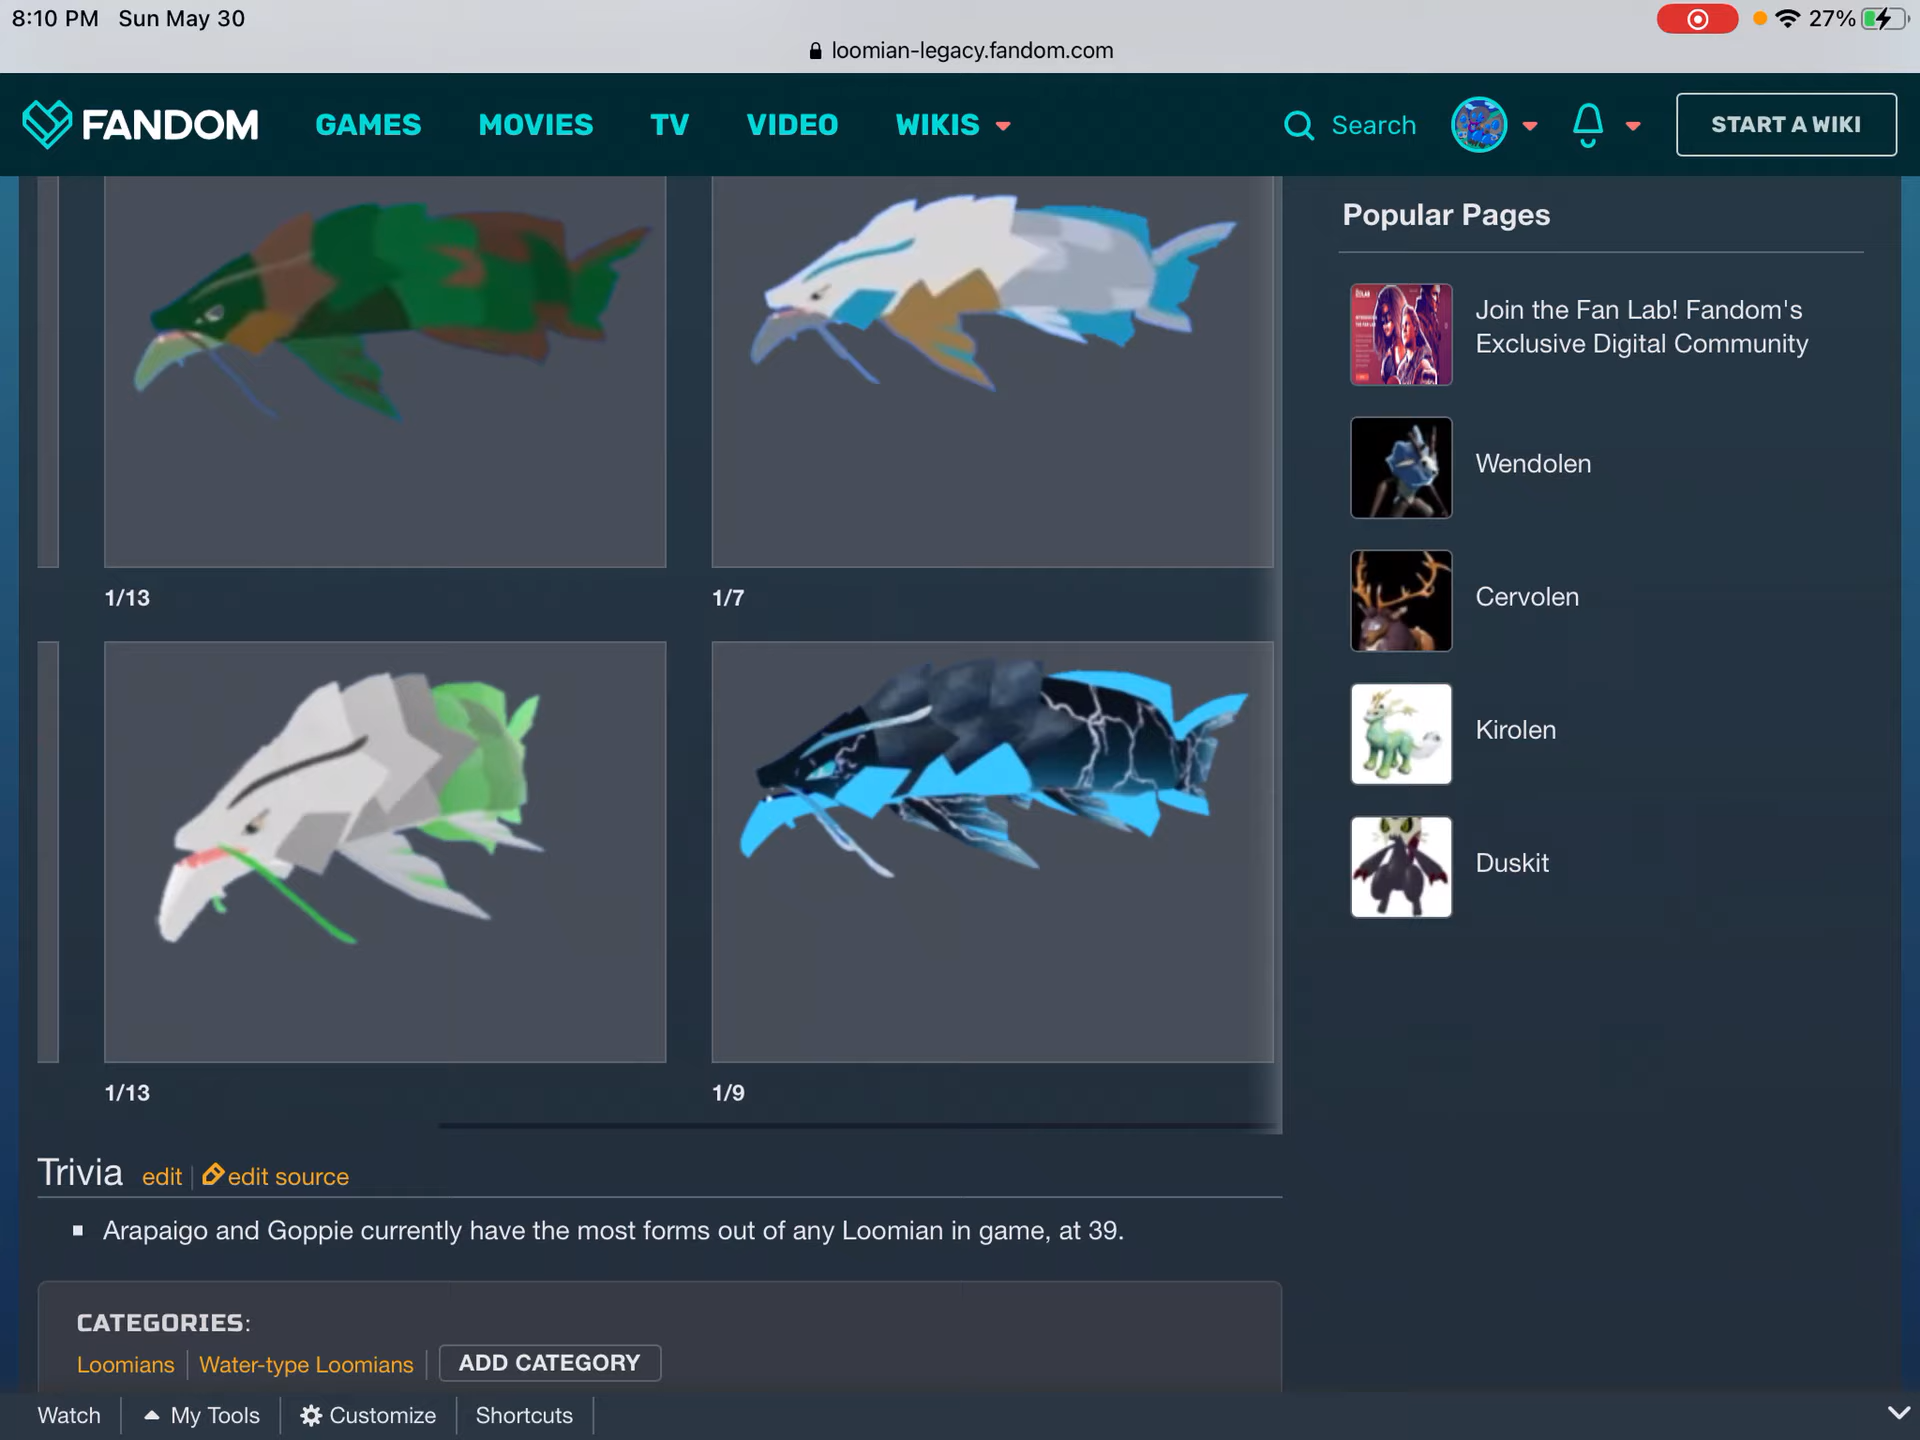 8:10 PM Sun May 30
27%
loomian-legacy.fandom.com
FANDOM GAMES MOVIES TV VIDEO WIKIS Search START A WIKI
Popular Pages
Join the Fan Lab! Fandom's
Exclusive Digital Community
Wendolen
Cervolen
Kirolen
Duskit
1/13 1/7
1/13 1/9
Trivia edit edit source
Arapaigo and Goppie currently have the most forms out of any Loomian in game, at 39.
CATEGORIES:
Loomians Water-type Loomians ADD CATEGORY
Watch My Tools Customize Shortcuts